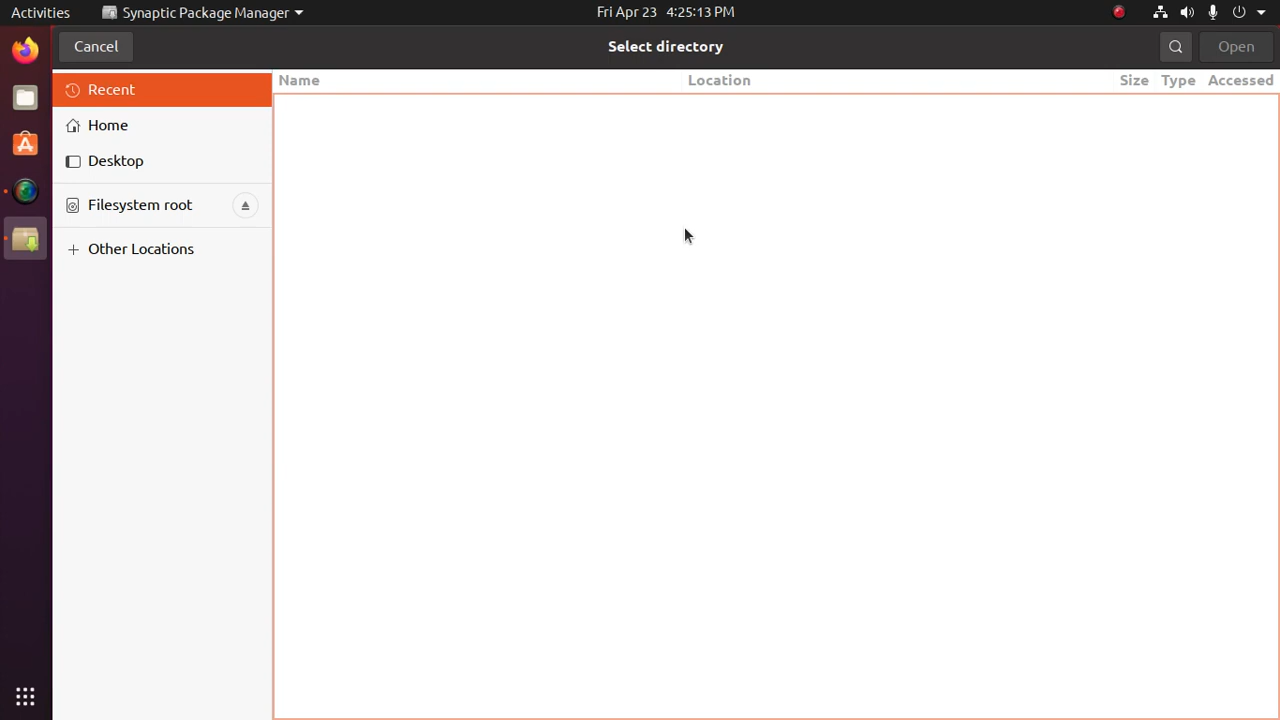 Activities Synaptic Package Manager Fri Apr 23 4:25:13 PM
Cancel Select directory Open
Name Location Size Type Accessed
Recent
Home
Desktop
Filesystem root
Other Locations